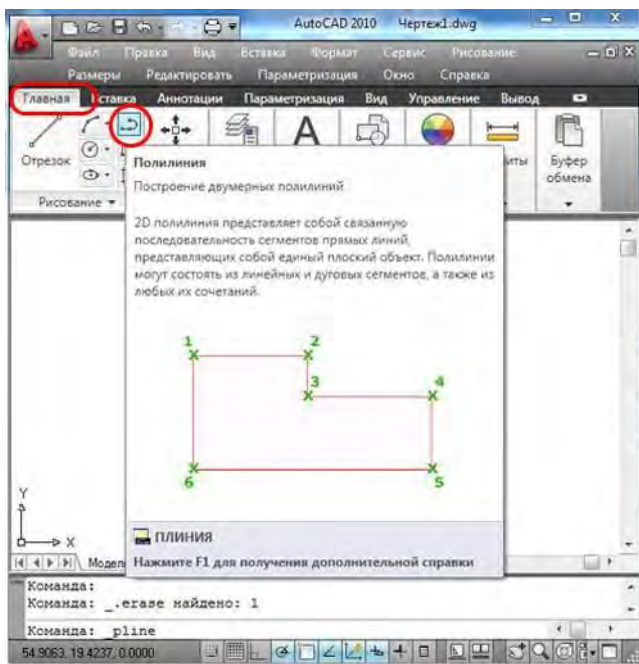 AutoCAD 2010 Чертеж1.dwg
Файл Правка Вид Вставка Формат Сервис Рисование
Размеры Редактировать Параметризация Окно Справка
Главная Вставка Аннотации Параметризация Вид Управление Вывод
Отрезок
Буфер обмена
Рисование
Полилиния
Построение двумерных полилиний
2D полилиния представляет собой связанную
последовательность сегментов прямых линий,
представляющих собой единый плоский объект. Полилинии
могут состоять из линейных и дуговых сегментов, а также из
любых их сочетаний.
1 2
3 4
6 5
Y
X
ПЛИНИЯ
Нажмите F1 для получения дополнительной справки
Команда:
Команда: _.erase найдено: 1
Команда: _pline
54.9063, 19.4237, 0.0000